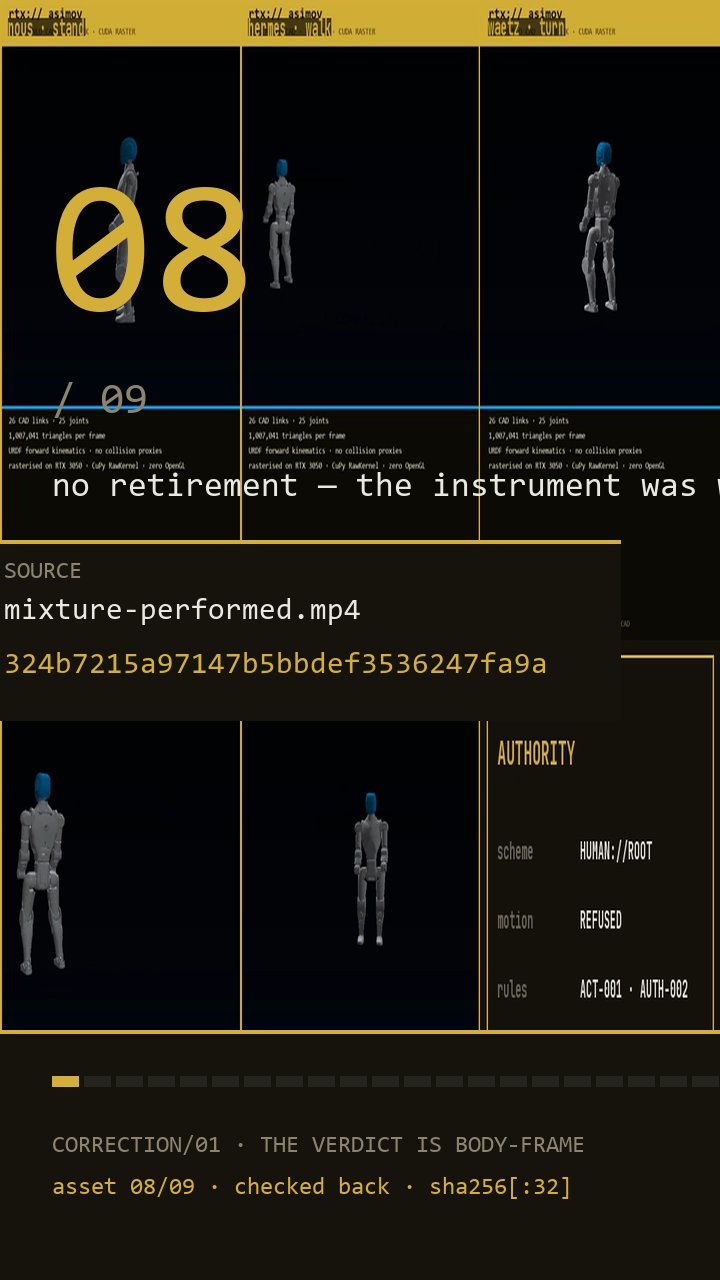 rtx:// asimov
nous · stand
· CUDA RASTER
rtx:// asimov
hermes · walk
· CUDA RASTER
rtx:// asimov
waetz · turn
· CUDA RASTER
08
/ 09
26 CAD links · 25 joints
1,007,041 triangles per frame
URDF forward kinematics · no collision proxies
rasterised on RTX 3050 · CuPy RawKernel · zero OpenGL
26 CAD links · 25 joints
1,007,041 triangles per frame
URDF forward kinematics · no collision proxies
rasterised on RTX 3050 · CuPy RawKernel · zero OpenGL
26 CAD links · 25 joints
1,007,041 triangles per frame
URDF forward kinematics · no collision proxies
rasterised on RTX 3050 · CuPy RawKernel · zero OpenGL
no retirement — the instrument was
SOURCE
mixture-performed.mp4
324b7215a97147b5bbdef3536247fa9a
AUTHORITY
scheme HUMAN://ROOT
motion REFUSED
rules ACT-001 · AUTH-002
CORRECTION/01 · THE VERDICT IS BODY-FRAME
asset 08/09 · checked back · sha256[:32]